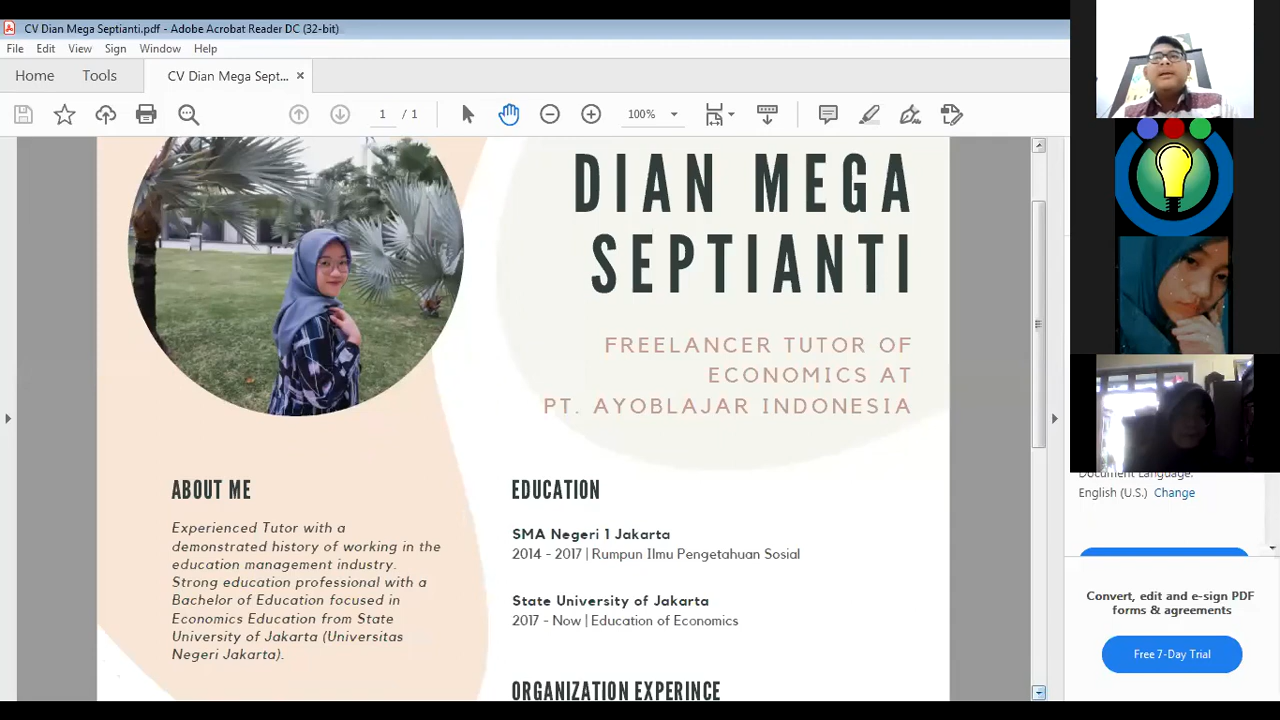 CV Dian Mega Septianti.pdf - Adobe Acrobat Reader DC (32-bit)
File Edit View Sign Window Help
Home Tools CV Dian Mega Sept... ×
1 / 1 100%
DIAN MEGA
SEPTIANTI
FREELANCER TUTOR OF
ECONOMICS AT
PT. AYOBLAJAR INDONESIA
ABOUT ME
Experienced Tutor with a
demonstrated history of working in the
education management industry.
Strong education professional with a
Bachelor of Education focused in
Economics Education from State
University of Jakarta (Universitas
Negeri Jakarta).
EDUCATION
SMA Negeri 1 Jakarta
2014 - 2017 | Rumpun Ilmu Pengetahuan Sosial
State University of Jakarta
2017 - Now | Education of Economics
ORGANIZATION EXPERINCE
Document Language:
English (U.S.) Change
Convert, edit and e-sign PDF
forms & agreements
Free 7-Day Trial